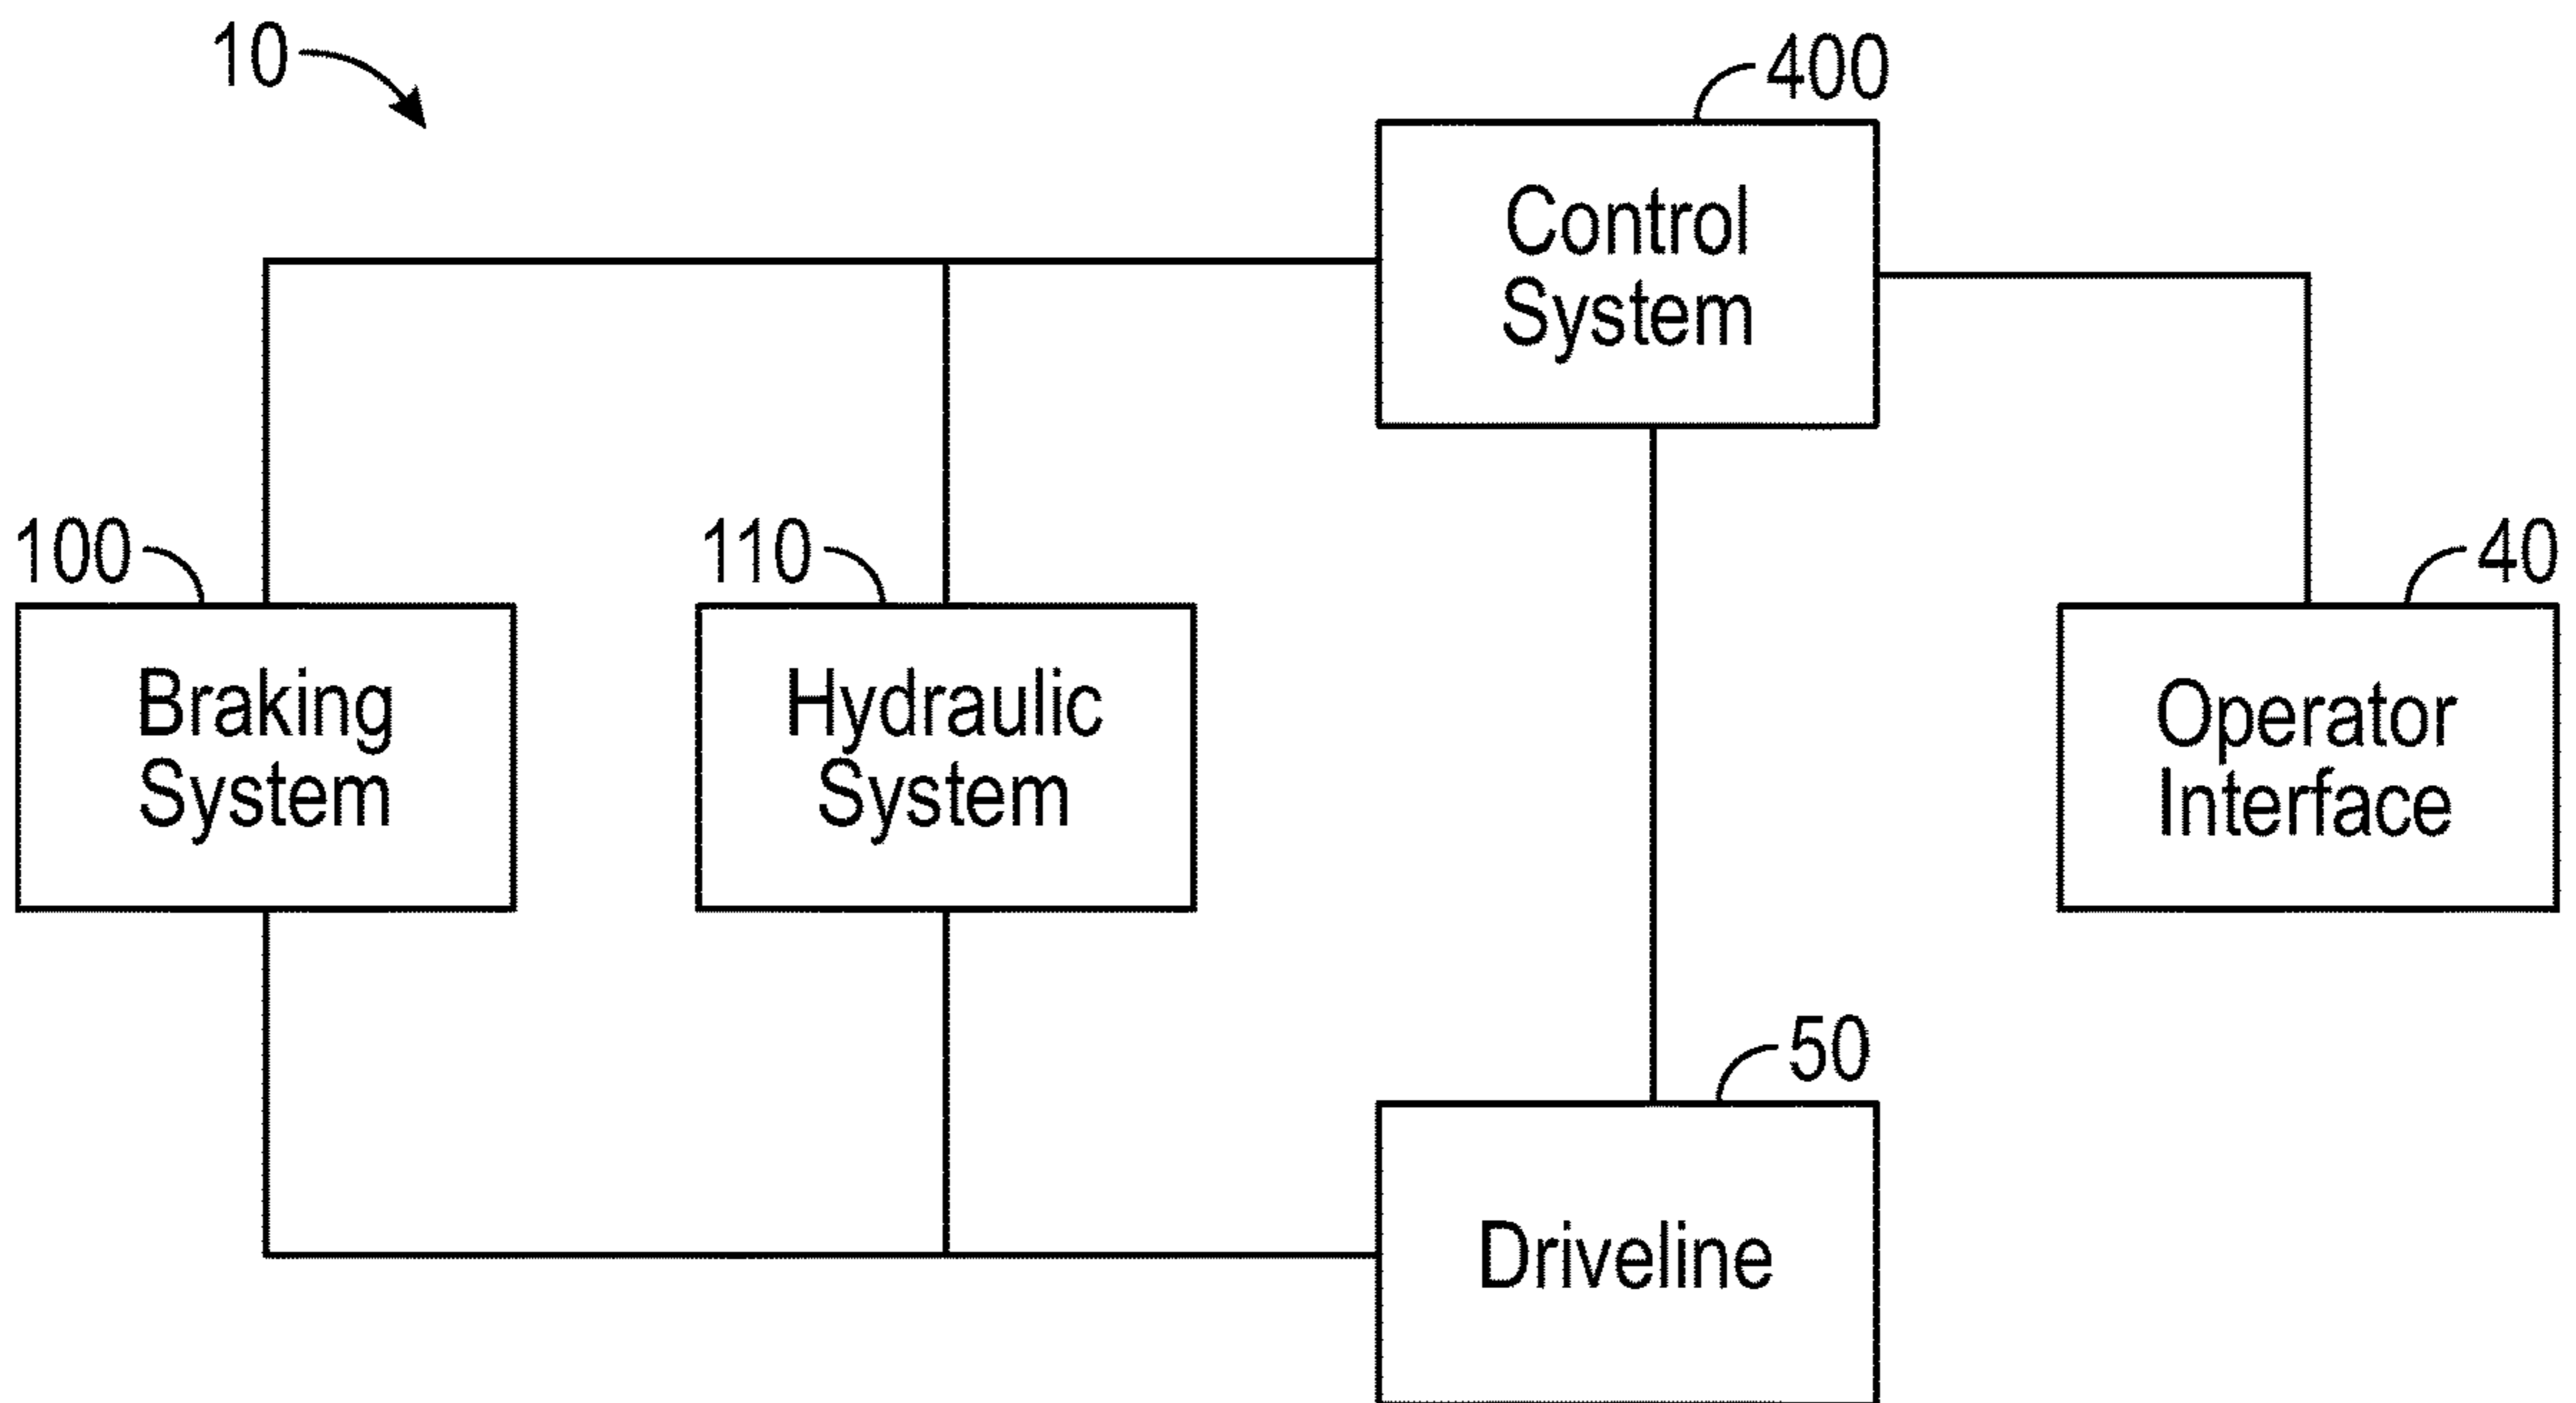 10
400
Control
System
100
110
40
Braking
System
Hydraulic
System
Operator
Interface
50
Driveline